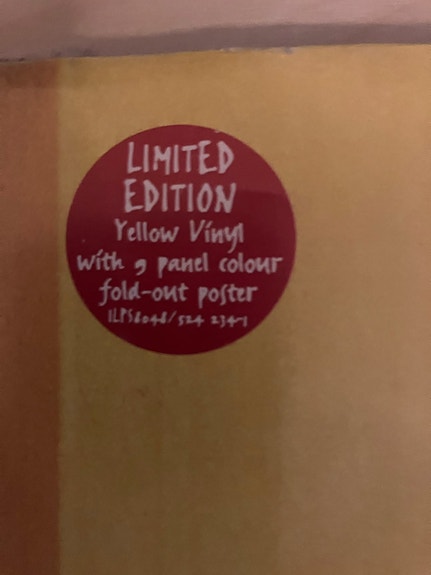 LIMITED
EDITION
Yellow Vinyl
with 9 panel colour
fold-out poster
ILPS8048/524 234-1